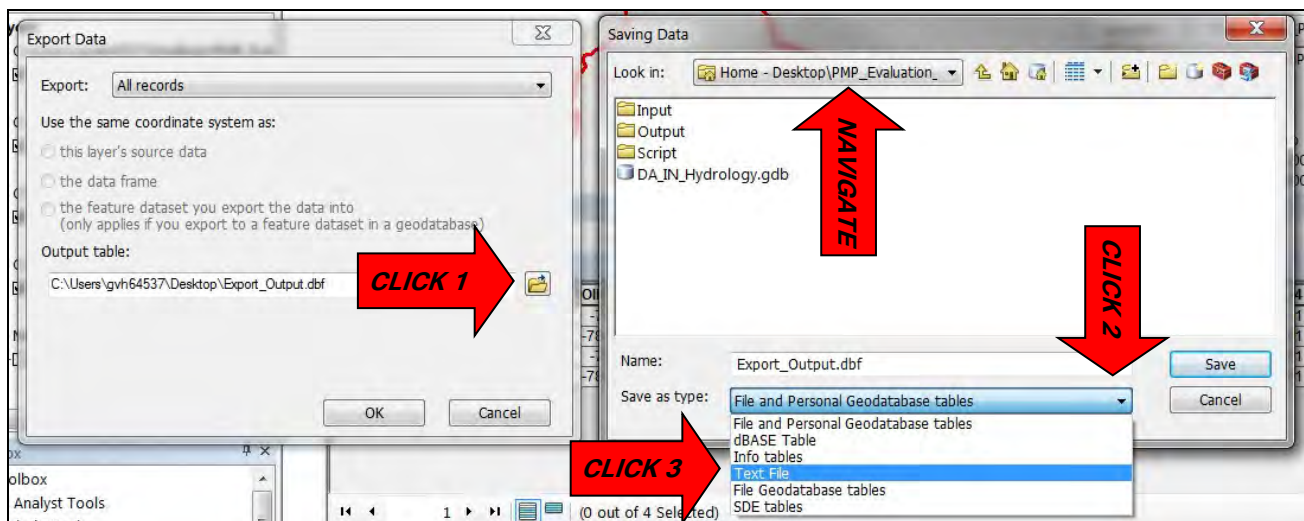 Export Data
Export: All records
Use the same coordinate system as:
this layer's source data
the data frame
the feature dataset you export the data into
(only applies if you export to a feature dataset in a geodatabase)
Output table:
C:\Users\gvh64537\Desktop\Export_Output.dbf
CLICK 1
OK Cancel
Saving Data
Look in: Home - Desktop\PMP_Evaluation_
Input
Output
Script
DA_IN_Hydrology.gdb
NAVIGATE
CLICK 2
Name: Export_Output.dbf Save
Save as type: File and Personal Geodatabase tables Cancel
File and Personal Geodatabase tables
dBASE Table
Info tables
Text File
File Geodatabase tables
SDE tables
CLICK 3
olbox
Analyst Tools
1 (0 out of 4 Selected)